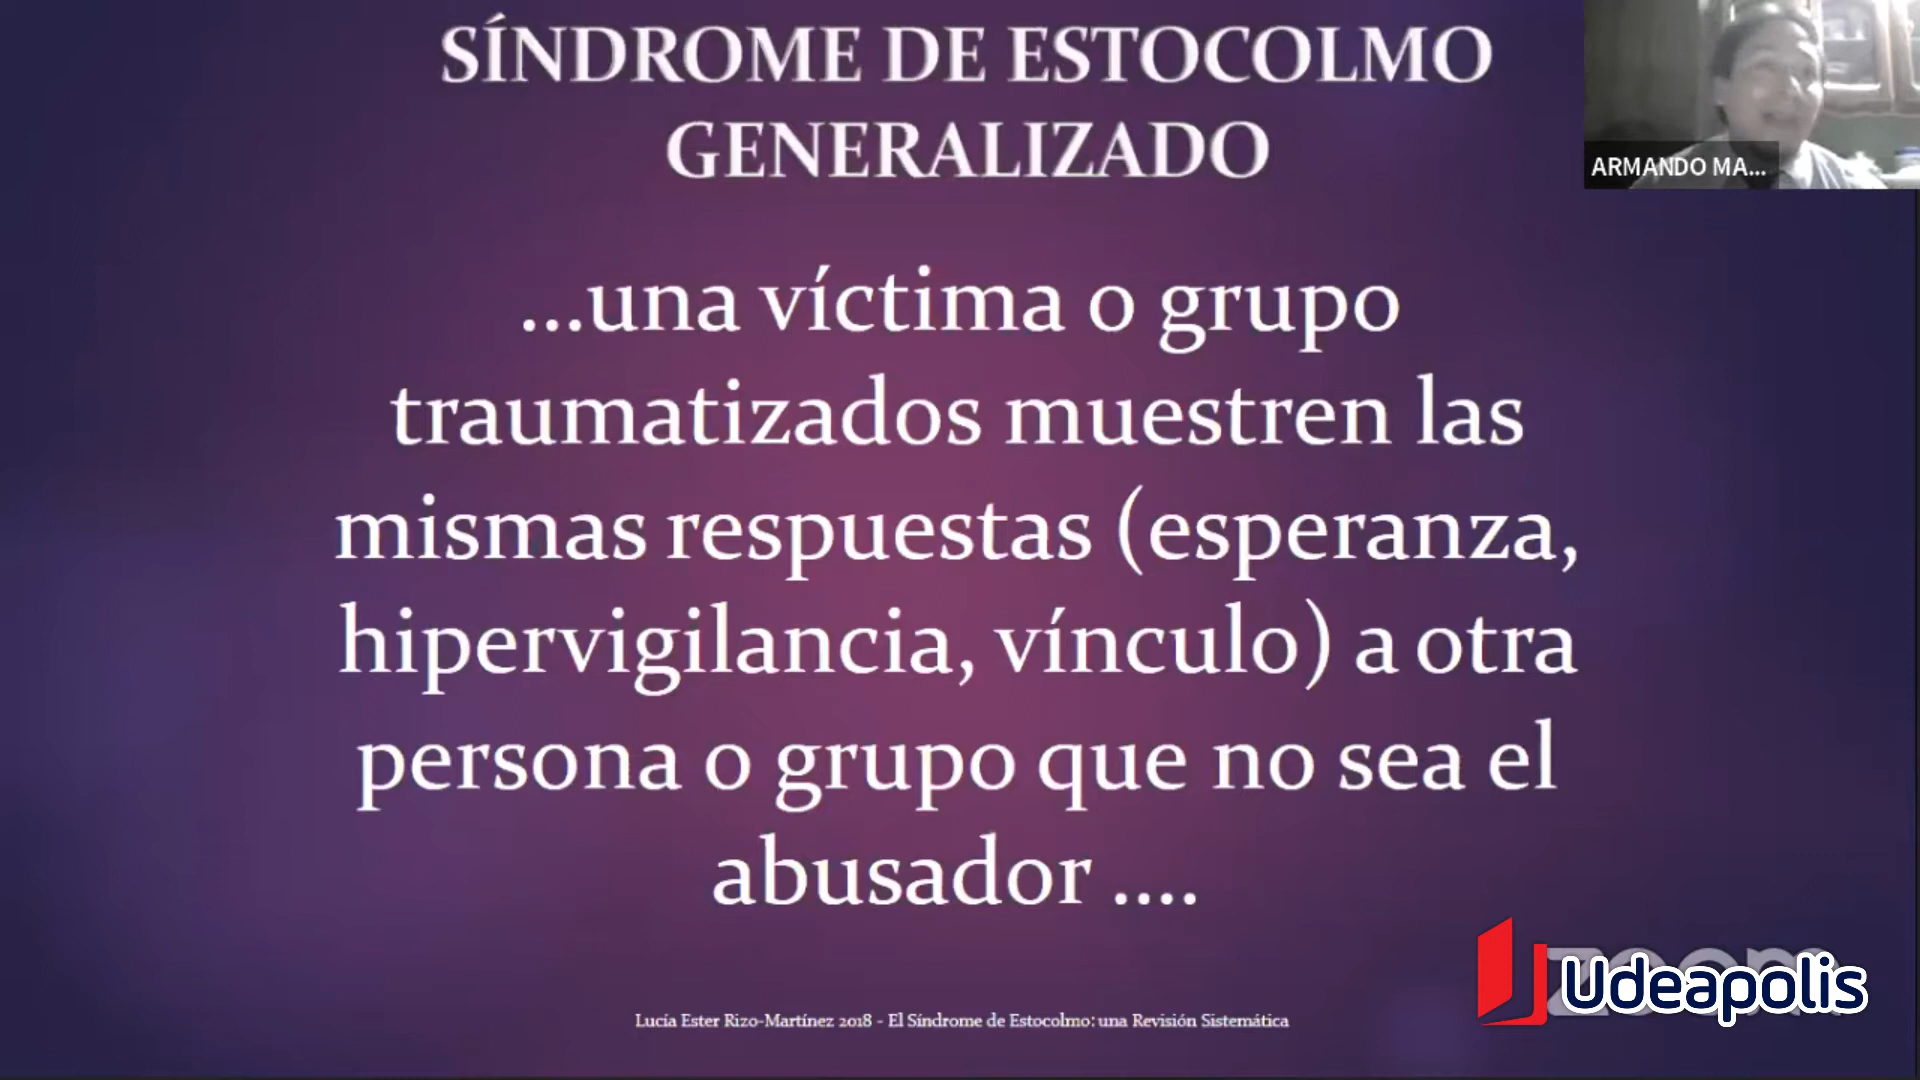 SÍNDROME DE ESTOCOLMO
GENERALIZADO
ARMANDO MA...
...una víctima o grupo
traumatizados muestren las
mismas respuestas (esperanza,
hipervigilancia, vínculo) a otra
persona o grupo que no sea el
abusador ....
zoom
Udeapolis
Lucía Ester Rizo-Martínez 2018 - El Síndrome de Estocolmo: una Revisión Sistemática